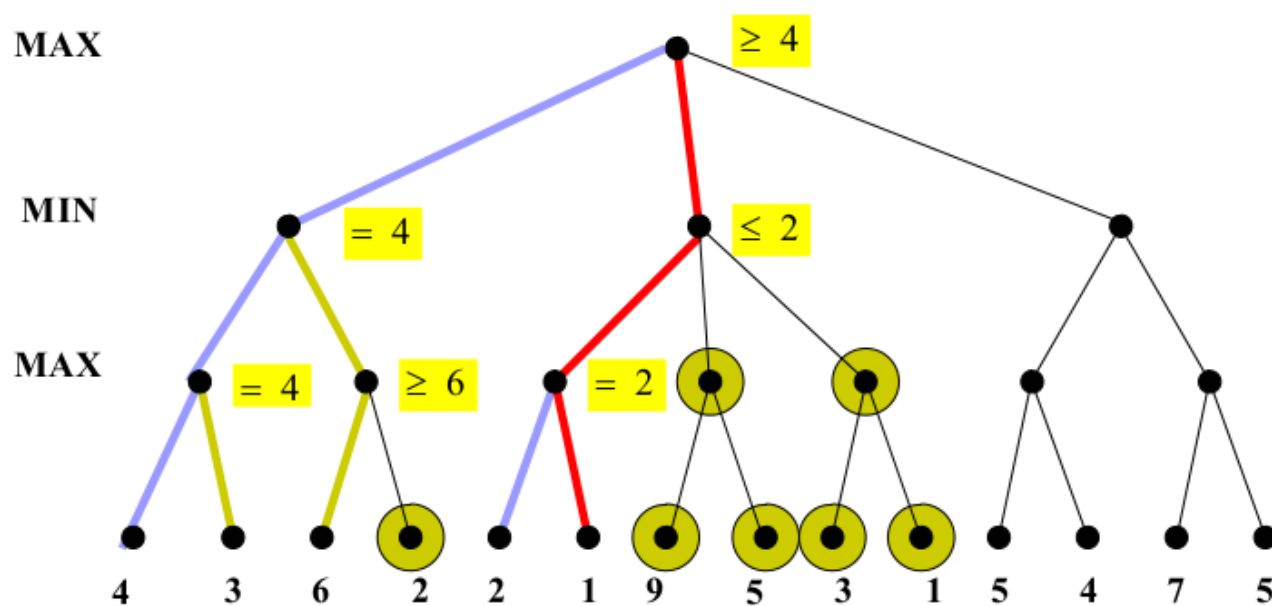 MAX ≥ 4
MIN = 4 ≤ 2
MAX = 4 ≥ 6 = 2
4 3 6 2 2 1 9 5 3 1 5 4 7 5